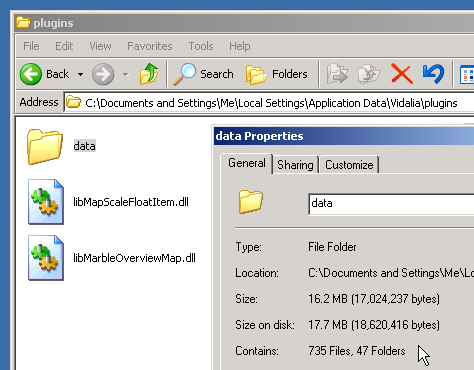 plugins
File Edit View Favorites Tools Help
Back Search Folders
Address C:\Documents and Settings\Me\Local Settings\Application Data\Vidalia\plugins
data
libMapScaleFloatItem.dll
libMarbleOverviewMap.dll
data Properties
General Sharing Customize
data
Type: File Folder
Location: C:\Documents and Settings\Me\Loc
Size: 16.2 MB (17,024,237 bytes)
Size on disk: 17.7 MB (18,620,416 bytes)
Contains: 735 Files, 47 Folders